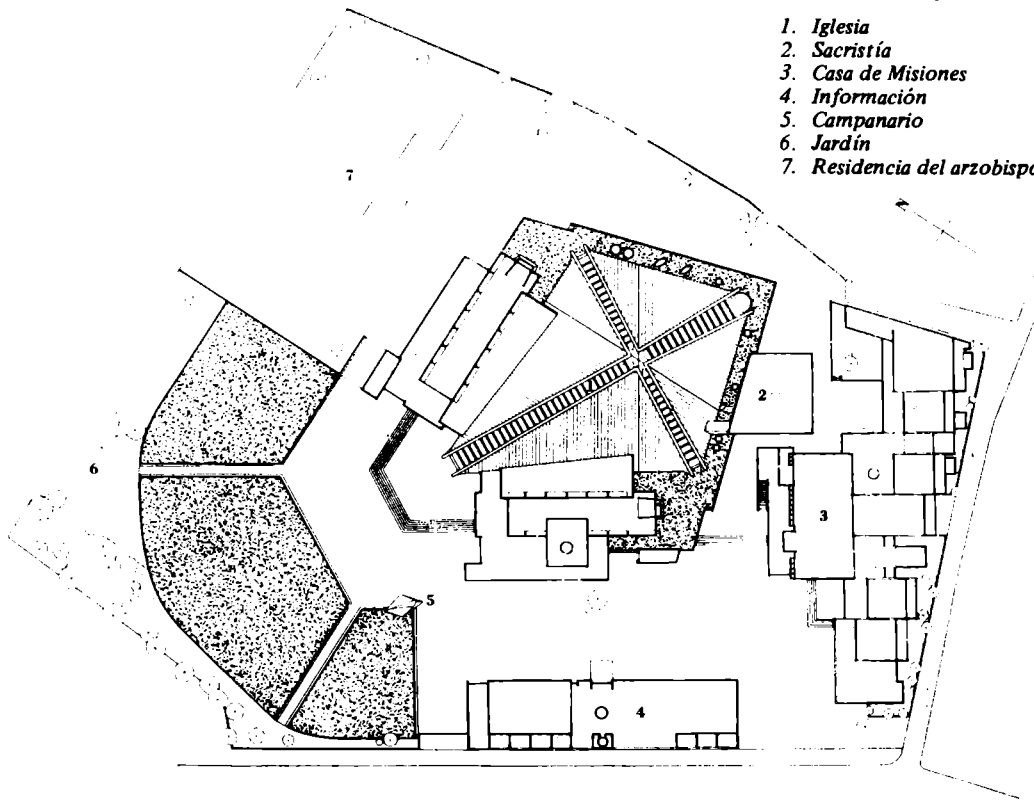 1. Iglesia
2. Sacristía
3. Casa de Misiones
4. Información
5. Campanario
6. Jardín
7. Residencia del arzobispo
7
N
2
6
3
5
4